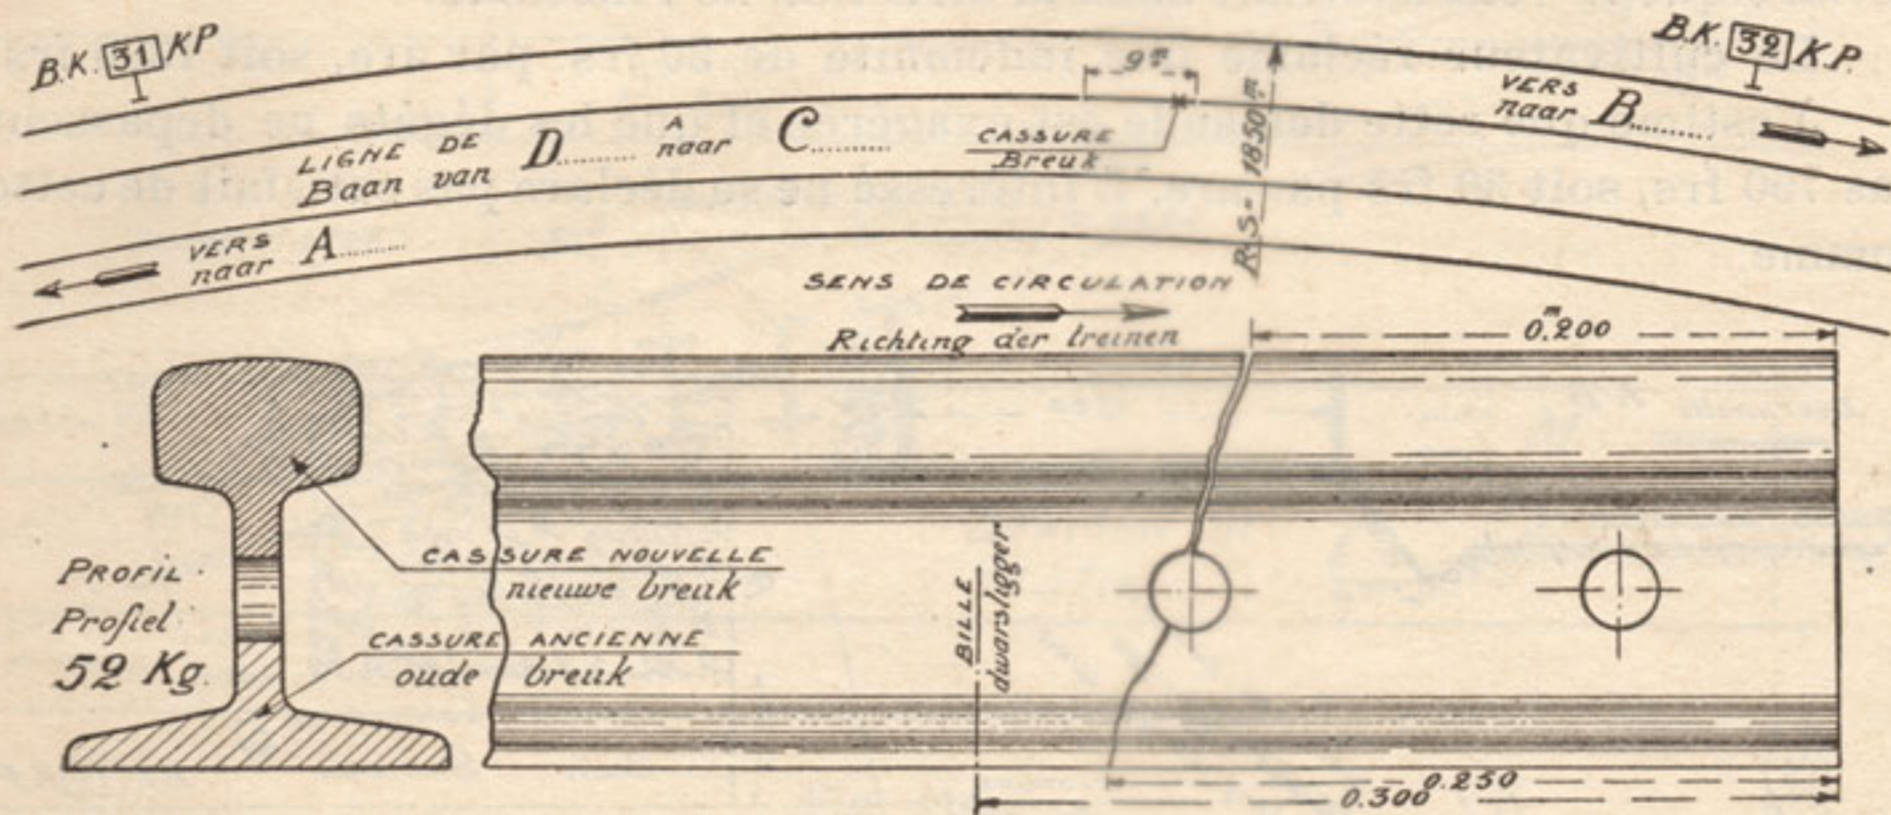 B.K. 31 KP
B.K. 32 K.P.
9m
VERS
naar B........
LIGNE DE
Baan van D........ A
naar C........
CASSURE
Breuk
R.S= 1850m
VERS
naar A........
SENS DE CIRCULATION
Richting der treinen
0.200m
CASSURE NOUVELLE
nieuwe breuk
PROFIL
Profiel
52 Kg.
CASSURE ANCIENNE
oude breuk
BILLE
dwarsligger
0.250
0.300